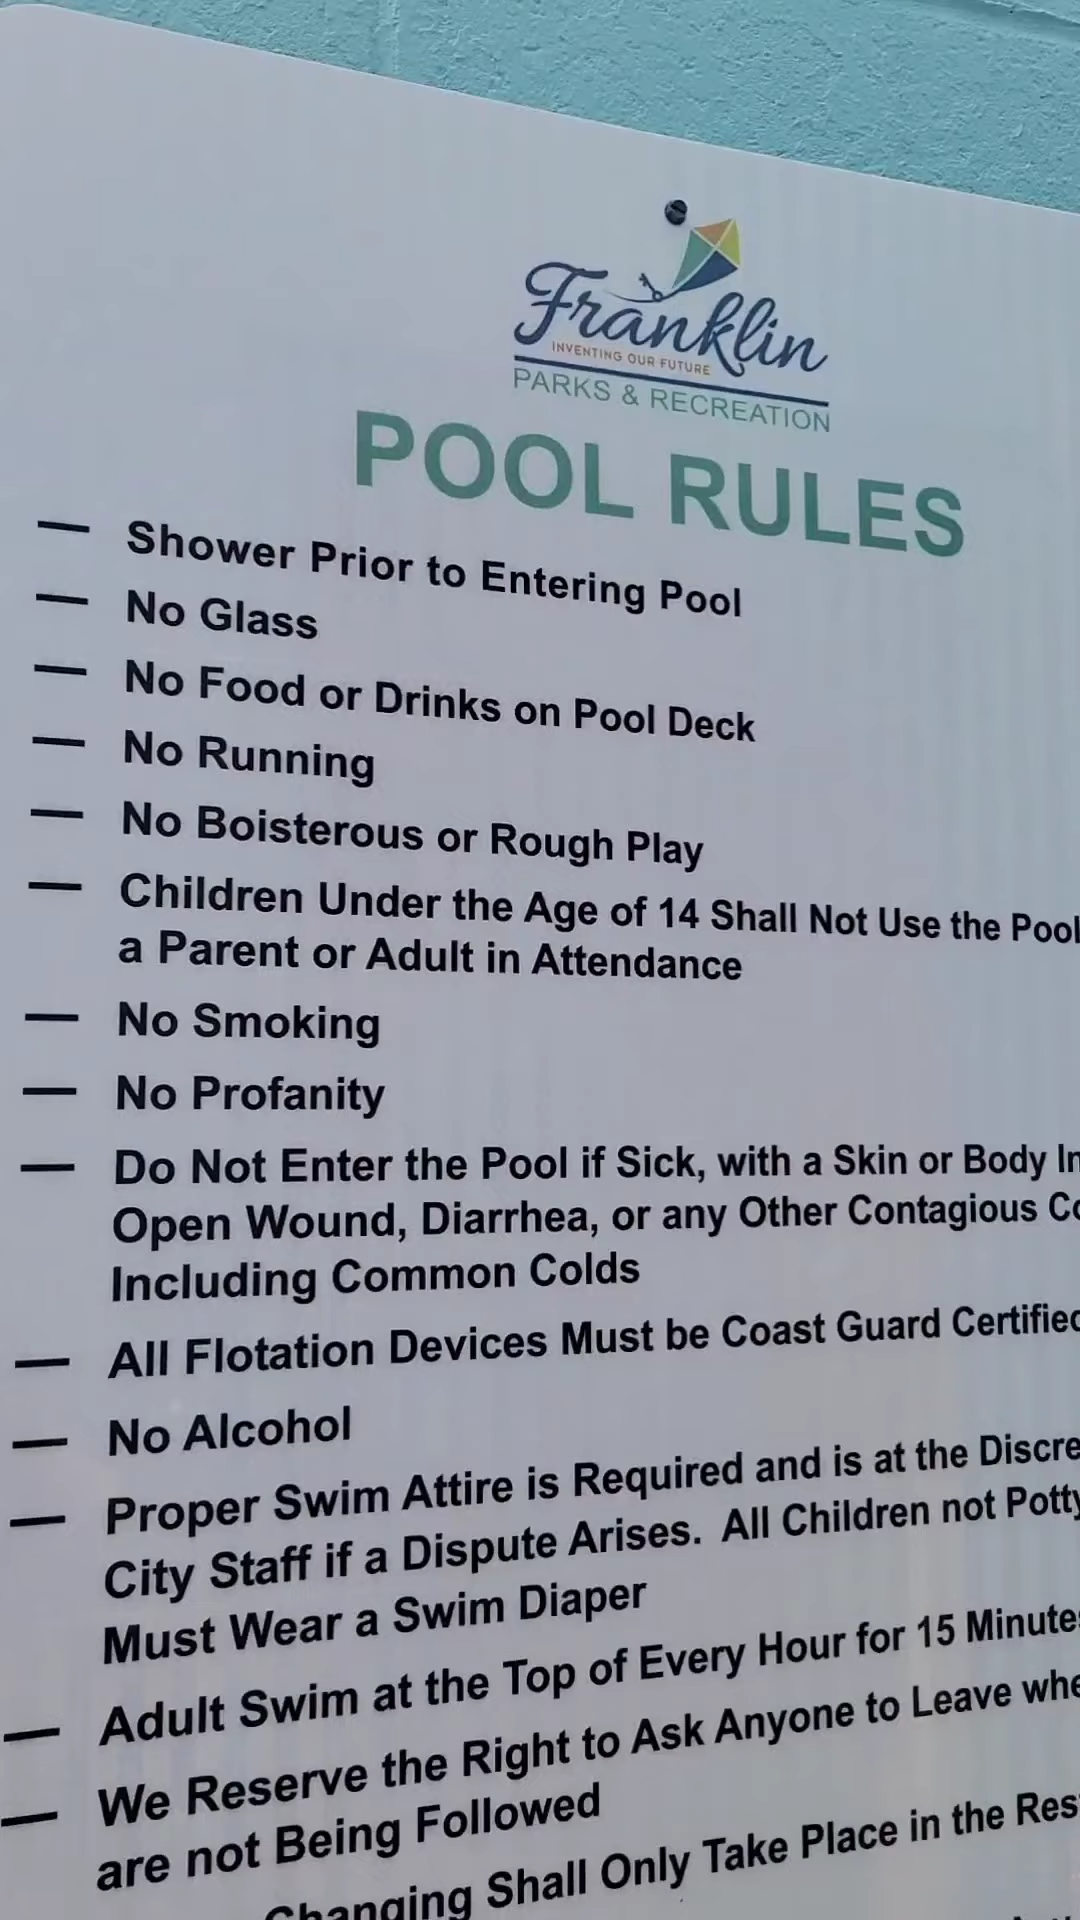 Franklin
INVENTING OUR FUTURE
PARKS & RECREATION
POOL RULES
— Shower Prior to Entering Pool
— No Glass
— No Food or Drinks on Pool Deck
— No Running
— No Boisterous or Rough Play
— Children Under the Age of 14 Shall Not Use the Pool
a Parent or Adult in Attendance
— No Smoking
— No Profanity
— Do Not Enter the Pool if Sick, with a Skin or Body
Open Wound, Diarrhea, or any Other Contagious
Including Common Colds
— All Flotation Devices Must be Coast Guard Certified
— No Alcohol
— Proper Swim Attire is Required and is at the
City Staff if a Dispute Arises. All Children not Potty
Must Wear a Swim Diaper
— Adult Swim at the Top of Every Hour for 15 Minutes
— We Reserve the Right to Ask Anyone to Leave
are not Being Followed
Changing Shall Only Take Place in the